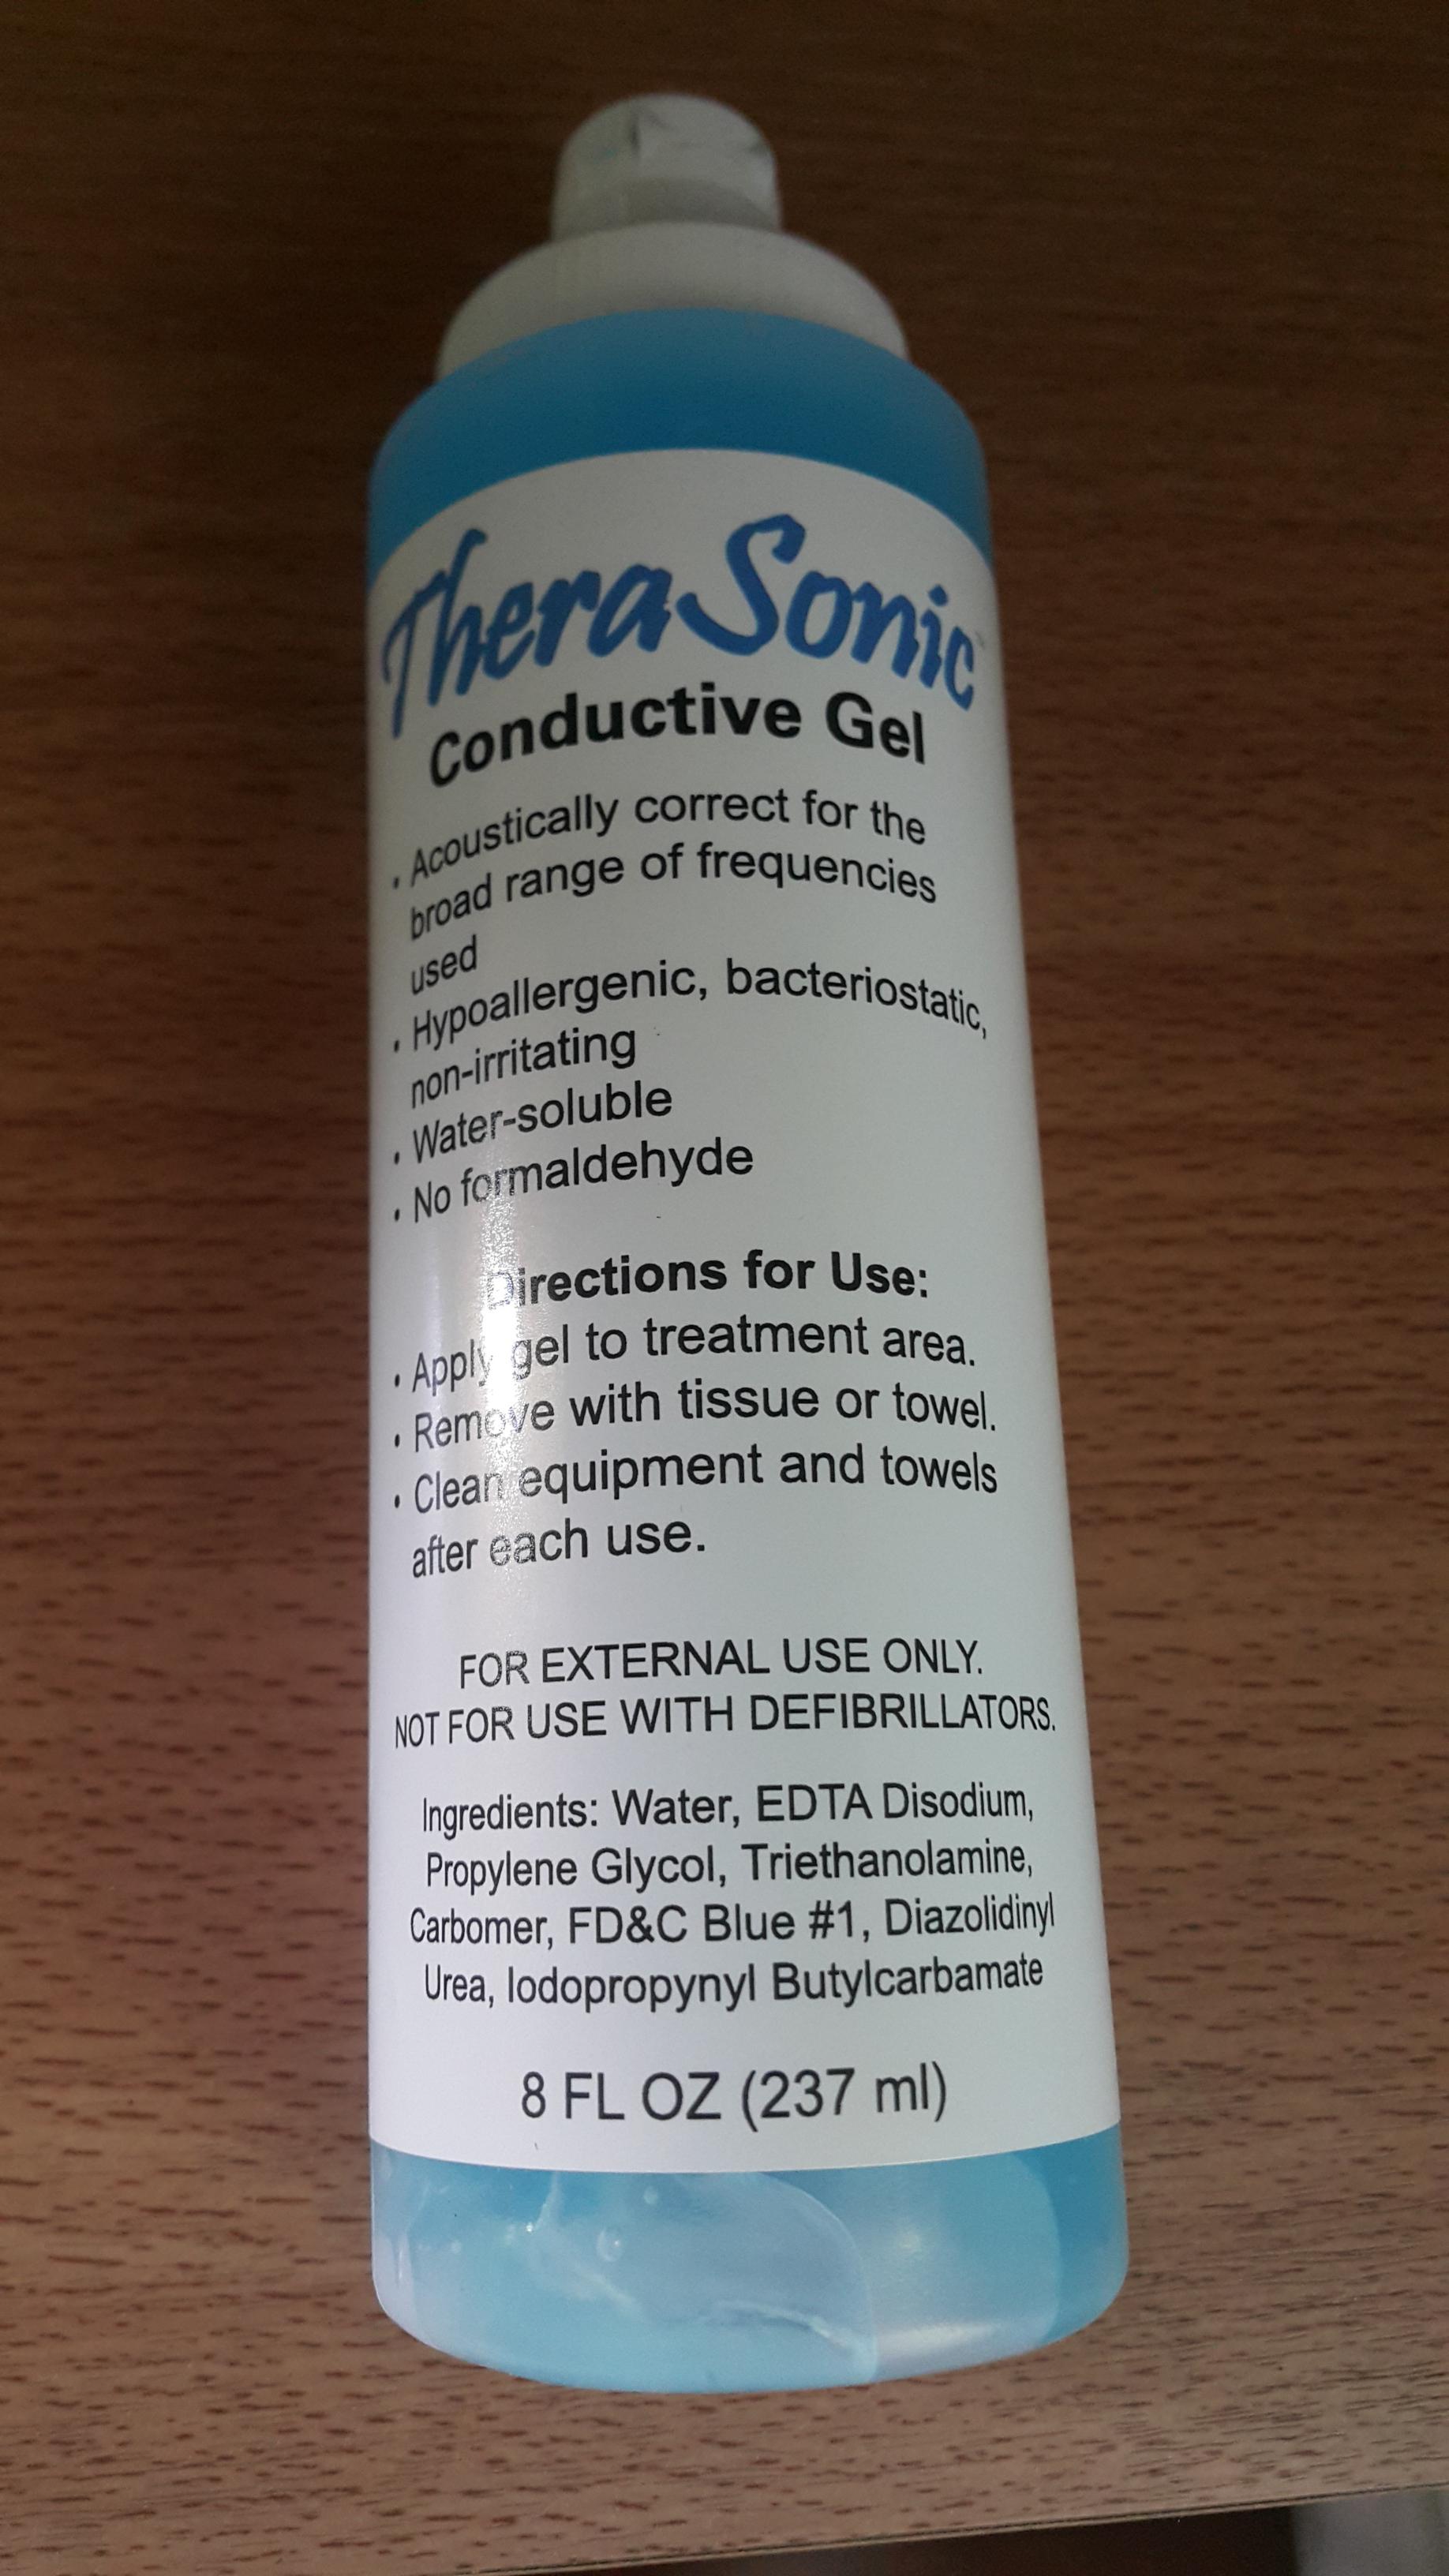 TheraSonic
Conductive Gel
• Acoustically correct for the
broad range of frequencies
used
• Hypoallergenic, bacteriostatic,
non-irritating
• Water-soluble
• No formaldehyde
Directions for Use:
• Apply gel to treatment area.
• Remove with tissue or towel.
• Clean equipment and towels
after each use.
FOR EXTERNAL USE ONLY.
NOT FOR USE WITH DEFIBRILLATORS.
Ingredients: Water, EDTA Disodium,
Propylene Glycol, Triethanolamine,
Carbomer, FD&C Blue #1, Diazolidinyl
Urea, Iodopropynyl Butylcarbamate
8 FL OZ (237 ml)